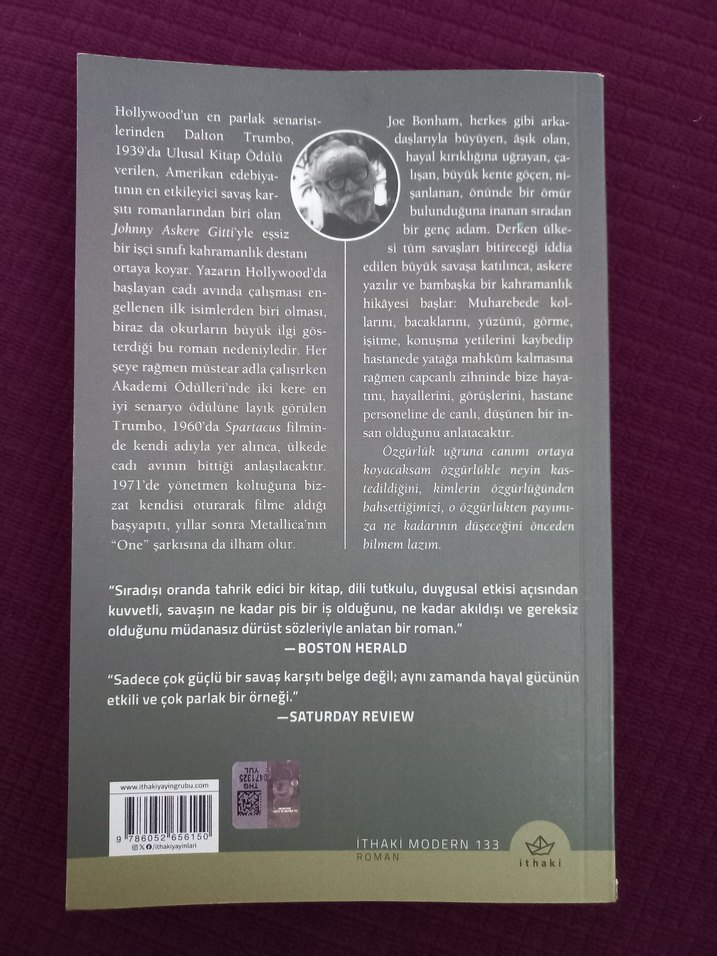 Hollywood'un en parlak senarist-
lerinden Dalton Trumbo,
1939'da Ulusal Kitap Ödülü
verilen, Amerikan edebiya-
tının en etkileyici savaş kar-
şıtı romanlarından biri olan
Johnny Askere Gitti'yle eşsiz
bir işçi sınıfı kahramanlık destanı
ortaya koyar. Yazarın Hollywood'da
başlayan cadı avında çalışması en-
gellenen ilk isimlerden biri olması,
biraz da okurların büyük ilgi gös-
terdiği bu roman nedeniyledir. Her
şeye rağmen müstear adla çalışırken
Akademi Ödülleri'nde iki kere en
iyi senaryo ödülüne layık görülen
Trumbo, 1960'da Spartacus filmin-
de kendi adıyla yer alınca, ülkede
cadı avının bittiği anlaşılacaktır.
1971'de yönetmen koltuğuna biz-
zat kendisi oturarak filme aldığı
başyapıtı, yıllar sonra Metallica'nın
"One" şarkısına da ilham olur.
Joe Bonham, herkes gibi arka-
daşlarıyla büyüyen, âşık olan,
hayal kırıklığına uğrayan, ça-
lışan, büyük kente göçen, ni-
şanlanan, önünde bir ömür
bulunduğuna inanan sıradan
bir genç adam. Derken ülke-
si tüm savaşları bitireceği iddia
edilen büyük savaşa katılınca, askere
yazılır ve bambaşka bir kahramanlık
hikâyesi başlar: Muharebede kol-
larını, bacaklarını, yüzünü, görme,
işitme, konuşma yetilerini kaybedip
hastanede yatağa mahkûm kalmasına
rağmen capcanlı zihninde bize haya-
tını, hayallerini, görüşlerini, hastane
personeline de canlı, düşünen bir in-
san olduğunu anlatacaktır.
Özgürlük uğruna canımı ortaya
koyacaksam özgürlükle neyin kas-
tedildiğini, kimlerin özgürlüğünden
bahsettiğimizi, o özgürlükten payımı-
za ne kadarının düşeceğini önceden
bilmem lazım.
"Sıradışı oranda tahrik edici bir kitap, dili tutkulu, duygusal etkisi açısından
kuvvetli, savaşın ne kadar pis bir iş olduğunu, ne kadar akıldışı ve gereksiz
olduğunu müdanasız dürüst sözleriyle anlatan bir roman."
—BOSTON HERALD
"Sadece çok güçlü bir savaş karşıtı belge değil; aynı zamanda hayal gücünün
etkili ve çok parlak bir örneği."
—SATURDAY REVIEW
www.ithakiyayingrubu.com
9 786052 656150
/ithakiyayinlari
THG
0471325
YUL
İTHAKİ MODERN 133
ROMAN
ithaki